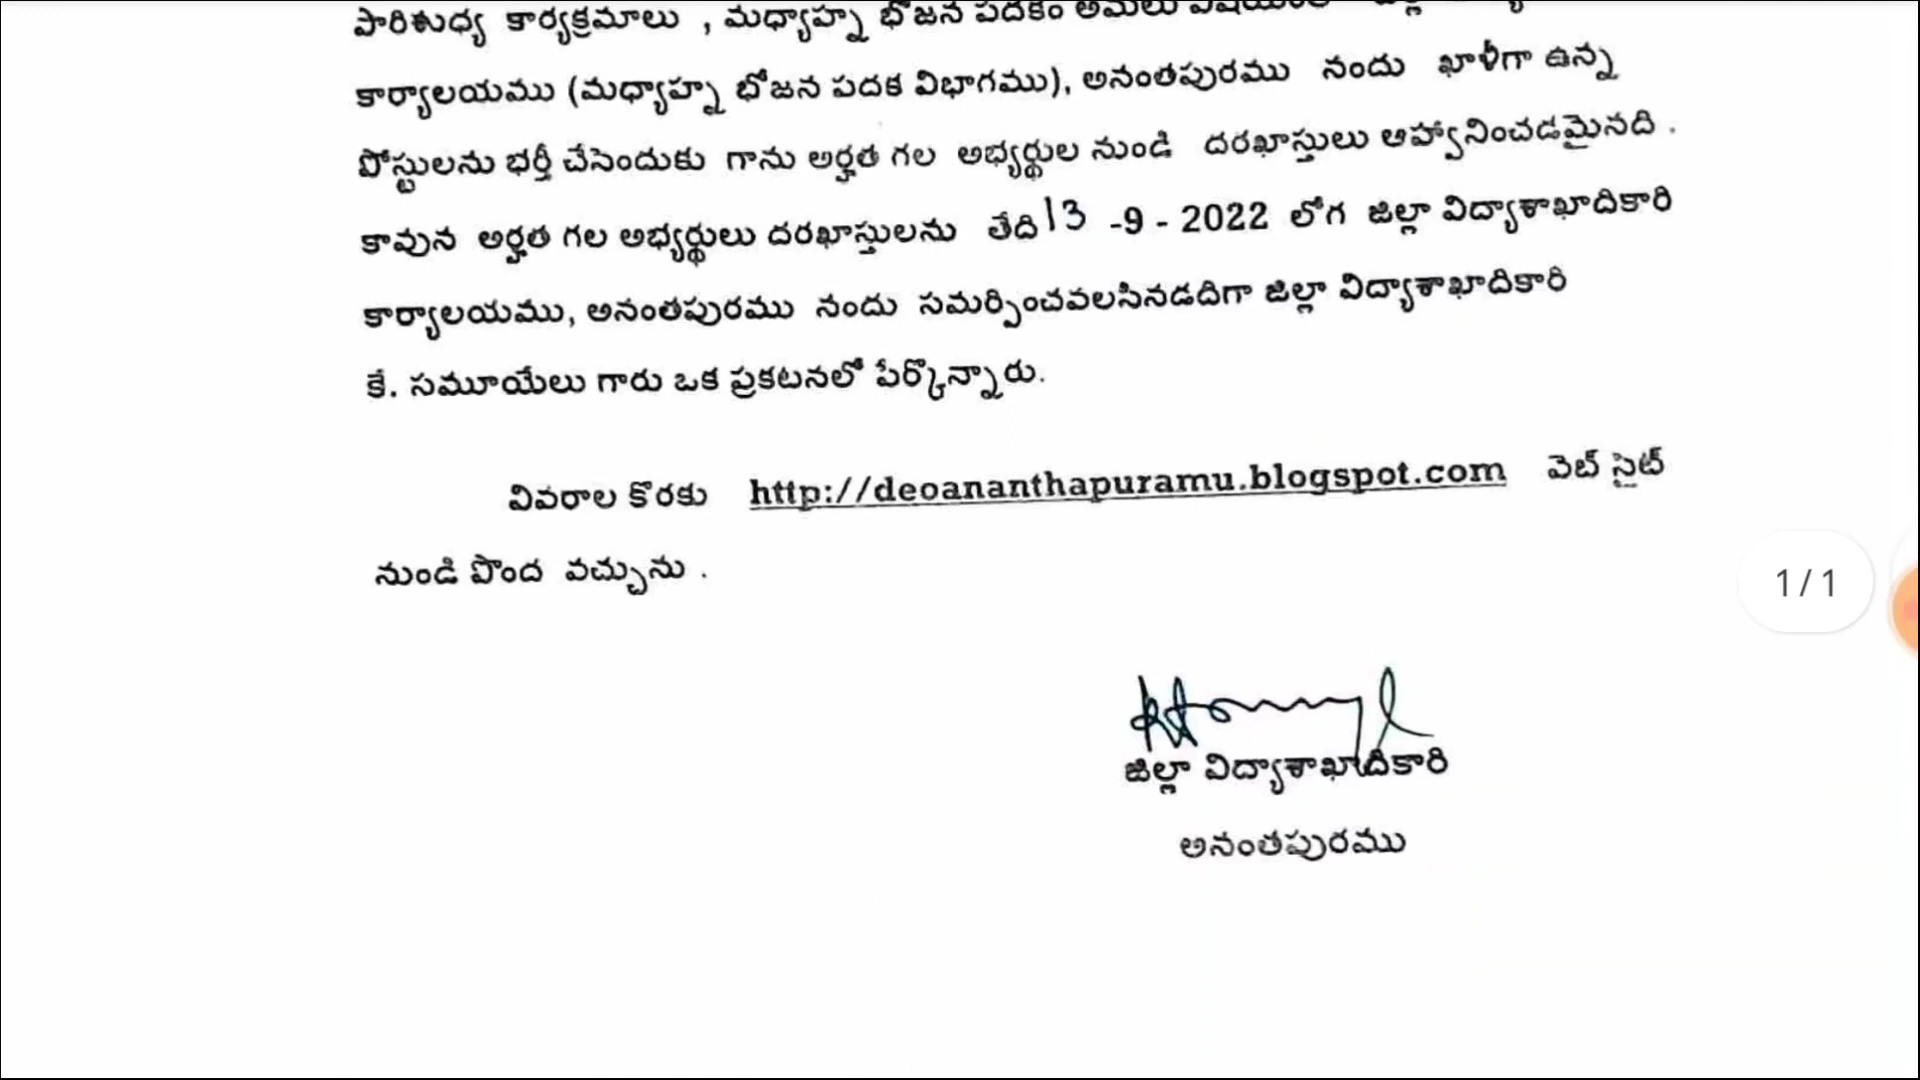 పారిశుధ్య కార్యక్రమాలు , మధ్యాహ్న భోజన పదకం అమలు
కార్యాలయము (మధ్యాహ్న భోజన పదక విభాగము), అనంతపురము నందు ఖాళీగా ఉన్న
పోస్టులను భర్తీ చేసెందుకు గాను అర్హత గల అభ్యర్థుల నుండి దరఖాస్తులు ఆహ్వానించడమైనది .
కావున అర్హత గల అభ్యర్థులు దరఖాస్తులను తేది 13 -9 - 2022 లోగ జిల్లా విద్యాశాఖాదికారి
కార్యాలయము, అనంతపురము నందు సమర్పించవలసినడదిగా జిల్లా విద్యాశాఖాదికారి
కే. సమూయేలు గారు ఒక ప్రకటనలో పేర్కొన్నారు.
వివరాల కొరకు http://deoananthapuramu.blogspot.com వెబ్ సైట్
నుండి పొంద వచ్చును .
1 / 1
జిల్లా విద్యాశాఖాదికారి
అనంతపురము